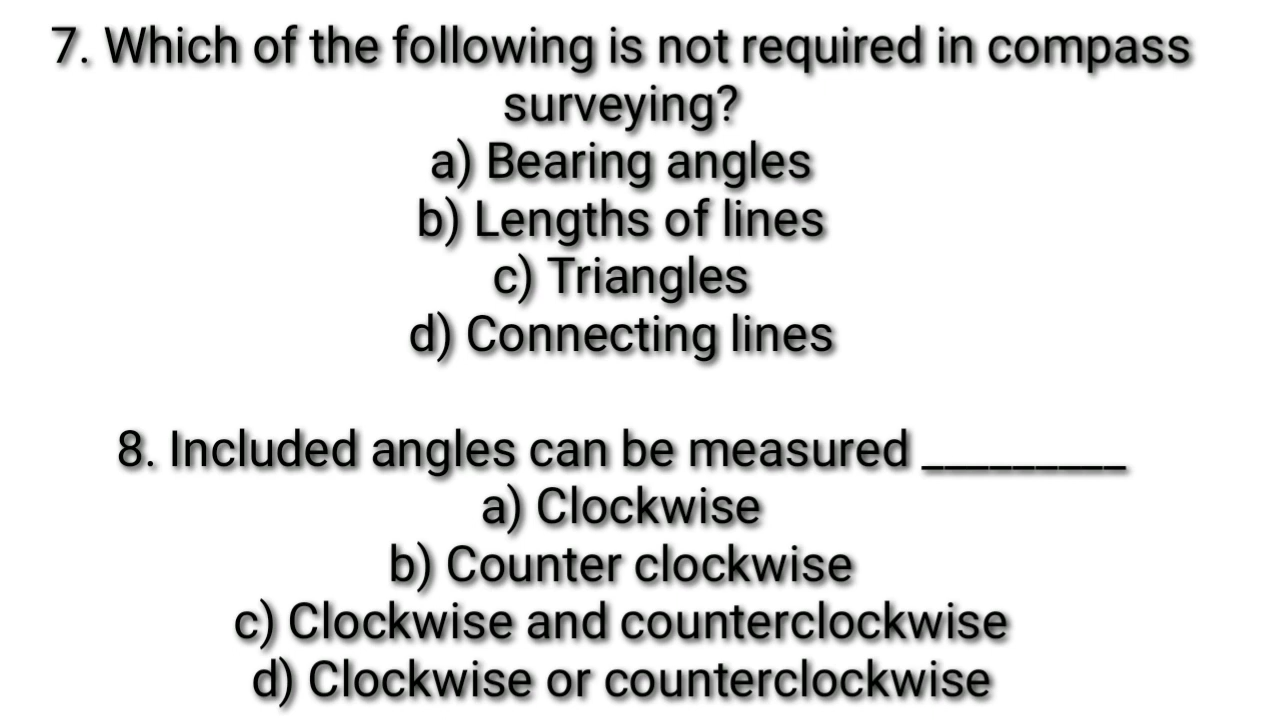 7. Which of the following is not required in compass
surveying?
a) Bearing angles
b) Lengths of lines
c) Triangles
d) Connecting lines
8. Included angles can be measured _________
a) Clockwise
b) Counter clockwise
c) Clockwise and counterclockwise
d) Clockwise or counterclockwise